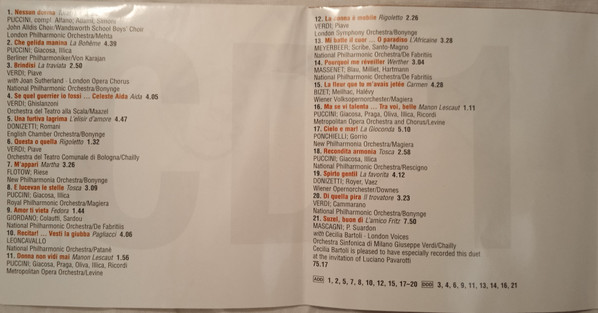 1. Nessun dorma Turandot
PUCCINI, compl. Alfano; Adami, Simoni
John Aldis Choir/Wandsworth School Boys' Choir
London Philharmonic Orchestra/Mehta
2. Che gelida manina La Bohème 4.39
PUCCINI; Giacosa, Illica
Berliner Philharmoniker/Von Karajan
3. Brindisi La traviata 2.50
VERDI; Piave
with Joan Sutherland · London Opera Chorus
National Philharmonic Orchestra/Bonynge
4. Se quel guerrier io fossi ... Celeste Aida Aida 4.05
VERDI; Ghislanzoni
Orchestra del Teatro alla Scala/Maazel
5. Una furtiva lagrima L'elisir d'amore 4.47
DONIZETTI; Romani
English Chamber Orchestra/Bonynge
6. Questa o quella Rigoletto 1.32
VERDI; Piave
Orchestra del Teatro Comunale di Bologna/Chailly
7. M'appari Martha 3.26
FLOTOW; Riese
New Philharmonia Orchestra/Bonynge
8. E lucevan le stelle Tosca 3.09
PUCCINI; Giacosa, Illica
Royal Philharmonic Orchestra/Magiera
9. Amor ti vieta Fedora 1.44
GIORDANO; Colautti, Sardou
National Philharmonic Orchestra/De Fabritiis
10. Recitar! ... Vesti la giubba Pagliacci 4.06
LEONCAVALLO
National Philharmonic Orchestra/Patanè
11. Donna non vidi mai Manon Lescaut 1.56
PUCCINI; Giacosa, Praga, Oliva, Illica, Ricordi
Metropolitan Opera Orchestra/Levine
12. La donna è mobile Rigoletto 2.26
VERDI; Piave
London Symphony Orchestra/Bonynge
13. Mi batte il cuor ... O paradiso L'Africaine 3.28
MEYERBEER; Scribe, Santo-Magno
National Philharmonic Orchestra/De Fabritiis
14. Pourquoi me réveiller Werther 3.04
MASSENET; Blau, Milliet, Hartmann
National Philharmonic Orchestra/De Fabritiis
15. La fleur que tu m'avais jetée Carmen 4.28
BIZET; Meilhac, Halévy
Wiener Volksopernorchester/Magiera
16. Ma se vi talenta ... Tra voi, belle Manon Lescaut 1.11
PUCCINI; Giacosa, Praga, Oliva, Illica, Ricordi
Metropolitan Opera Orchestra and Chorus/Levine
17. Cielo e mar! La Gioconda 5.10
PONCHIELLI; Gorrio
New Philharmonia Orchestra/Magiera
18. Recondita armonia Tosca 2.58
PUCCINI; Giacosa, Illica
National Philharmonic Orchestra/Rescigno
19. Spirto gentil La favorita 4.12
DONIZETTI; Royer, Vaez
Wiener Opernorchester/Downes
20. Di quella pira Il trovatore 3.23
VERDI; Cammarano
National Philharmonic Orchestra/Bonynge
21. Suzel, buon dì L'amico Fritz 7.50
MASCAGNI; P. Suardon
with Cecilia Bartoli · London Voices
Orchestra Sinfonica di Milano Giuseppe Verdi/Chailly
Cecilia Bartoli is pleased to have especially recorded this duet
at the invitation of Luciano Pavarotti
75.17
ADD 1, 2, 5, 7, 8, 10, 12, 15, 17–20 DDD 3, 4, 6, 9, 11, 13, 14, 16, 21